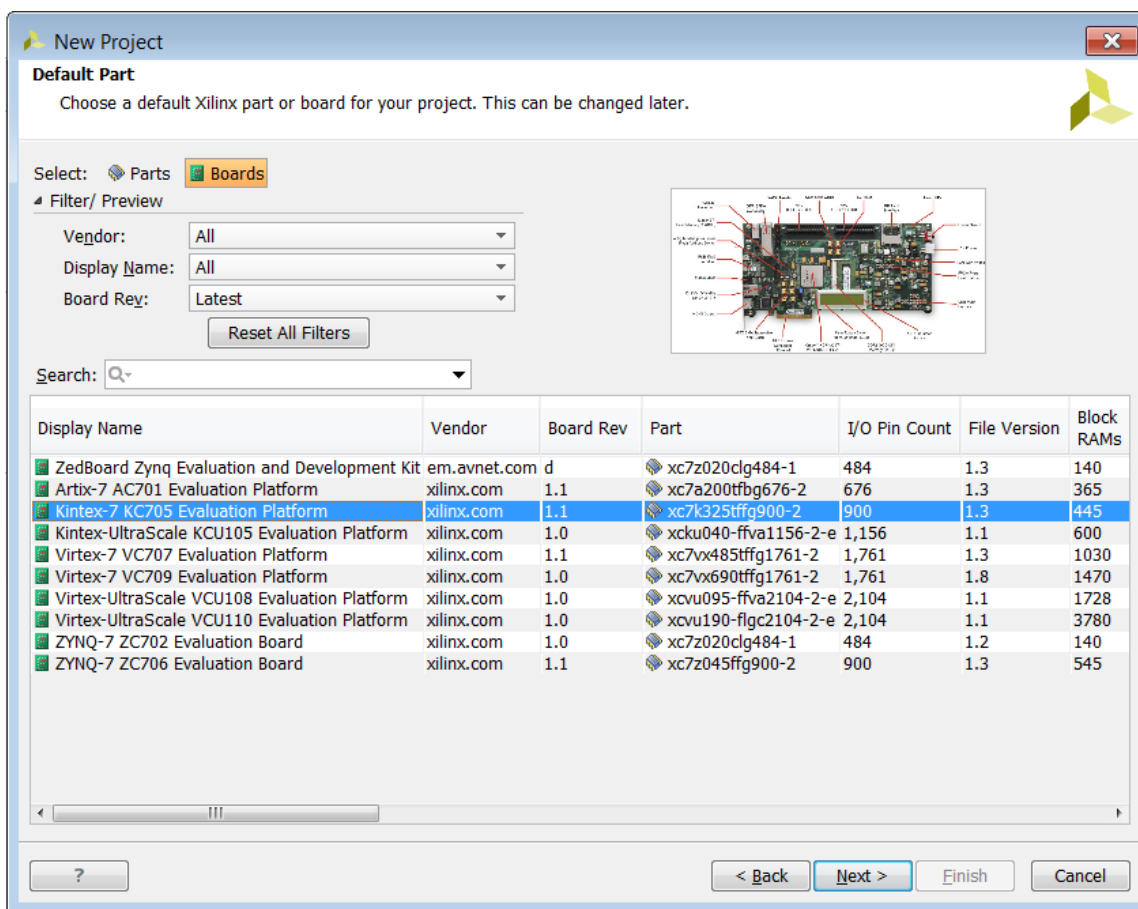 New Project
Default Part
Choose a default Xilinx part or board for your project. This can be changed later.
Select: Parts Boards
Filter/ Preview
Vendor: All
Display Name: All
Board Rev: Latest
Reset All Filters
Search:
Display Name Vendor Board Rev Part I/O Pin Count File Version Block RAMs
ZedBoard Zynq Evaluation and Development Kit em.avnet.com d xc7z020clg484-1 484 1.3 140
Artix-7 AC701 Evaluation Platform xilinx.com 1.1 xc7a200tfbg676-2 676 1.3 365
Kintex-7 KC705 Evaluation Platform xilinx.com 1.1 xc7k325tffg900-2 900 1.3 445
Kintex-UltraScale KCU105 Evaluation Platform xilinx.com 1.0 xcku040-ffva1156-2-e 1,156 1.1 600
Virtex-7 VC707 Evaluation Platform xilinx.com 1.1 xc7vx485tffg1761-2 1,761 1.3 1030
Virtex-7 VC709 Evaluation Platform xilinx.com 1.0 xc7vx690tffg1761-2 1,761 1.8 1470
Virtex-UltraScale VCU108 Evaluation Platform xilinx.com 1.0 xcvu095-ffva2104-2-e 2,104 1.1 1728
Virtex-UltraScale VCU110 Evaluation Platform xilinx.com 1.0 xcvu190-flgc2104-2-e 2,104 1.1 3780
ZYNQ-7 ZC702 Evaluation Board xilinx.com 1.0 xc7z020clg484-1 484 1.2 140
ZYNQ-7 ZC706 Evaluation Board xilinx.com 1.1 xc7z045ffg900-2 900 1.3 545
? < Back Next > Finish Cancel